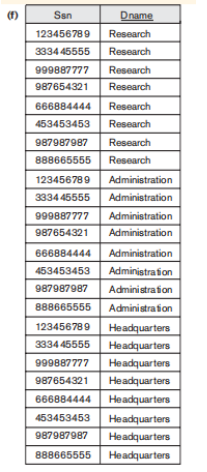 (f) Ssn Dname
123456789 Research
333445555 Research
999887777 Research
987654321 Research
666884444 Research
453453453 Research
987987987 Research
888665555 Research
123456789 Administration
333445555 Administration
999887777 Administration
987654321 Administration
666884444 Administration
453453453 Administration
987987987 Administration
888665555 Administration
123456789 Headquarters
333445555 Headquarters
999887777 Headquarters
987654321 Headquarters
666884444 Headquarters
453453453 Headquarters
987987987 Headquarters
888665555 Headquarters